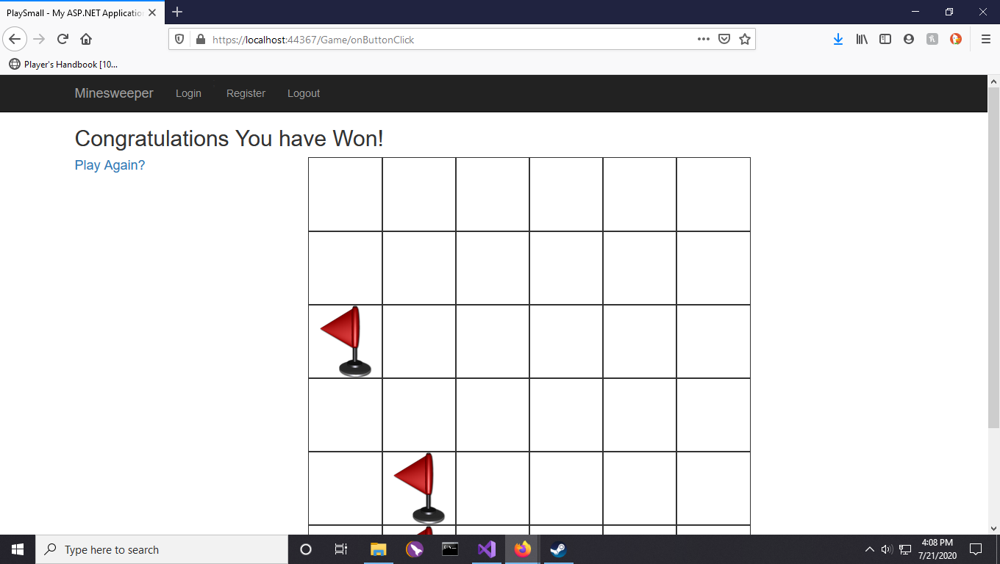 PlaySmall - My ASP.NET Application
https://localhost:44367/Game/onButtonClick
Player's Handbook [10...
Minesweeper Login Register Logout
Congratulations You have Won!
Play Again?
Type here to search
4:08 PM
7/21/2020